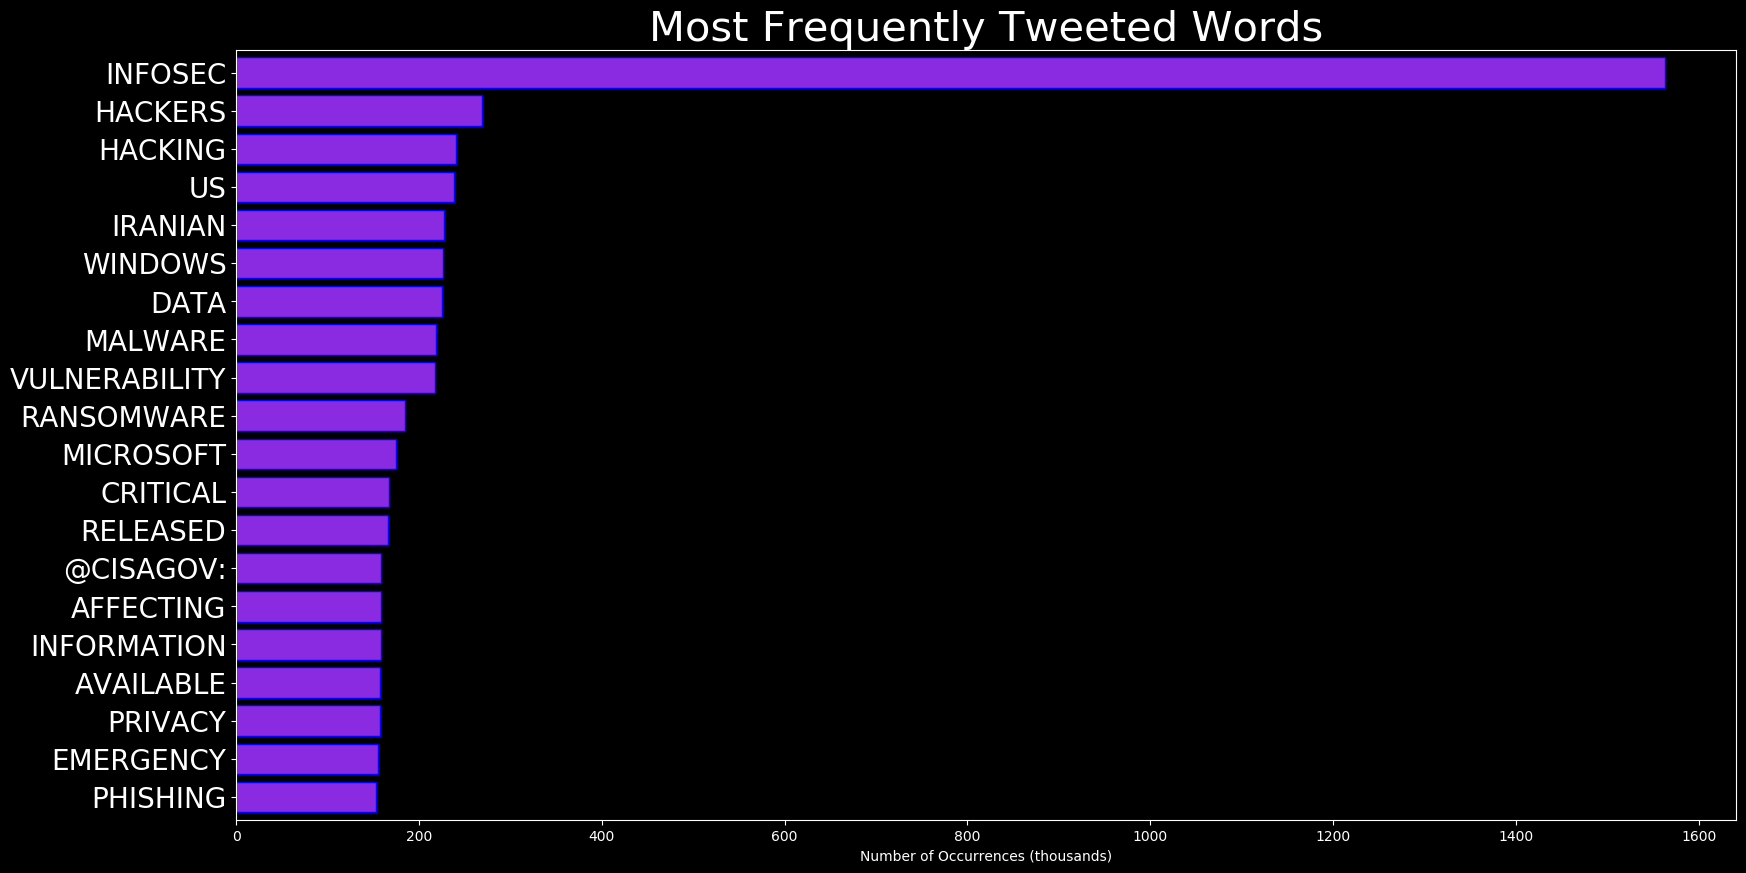 Most Frequently Tweeted Words
INFOSEC
HACKERS
HACKING
US
IRANIAN
WINDOWS
DATA
MALWARE
VULNERABILITY
RANSOMWARE
MICROSOFT
CRITICAL
RELEASED
@CISAGOV:
AFFECTING
INFORMATION
AVAILABLE
PRIVACY
EMERGENCY
PHISHING
0 200 400 600 800 1000 1200 1400 1600
Number of Occurrences (thousands)